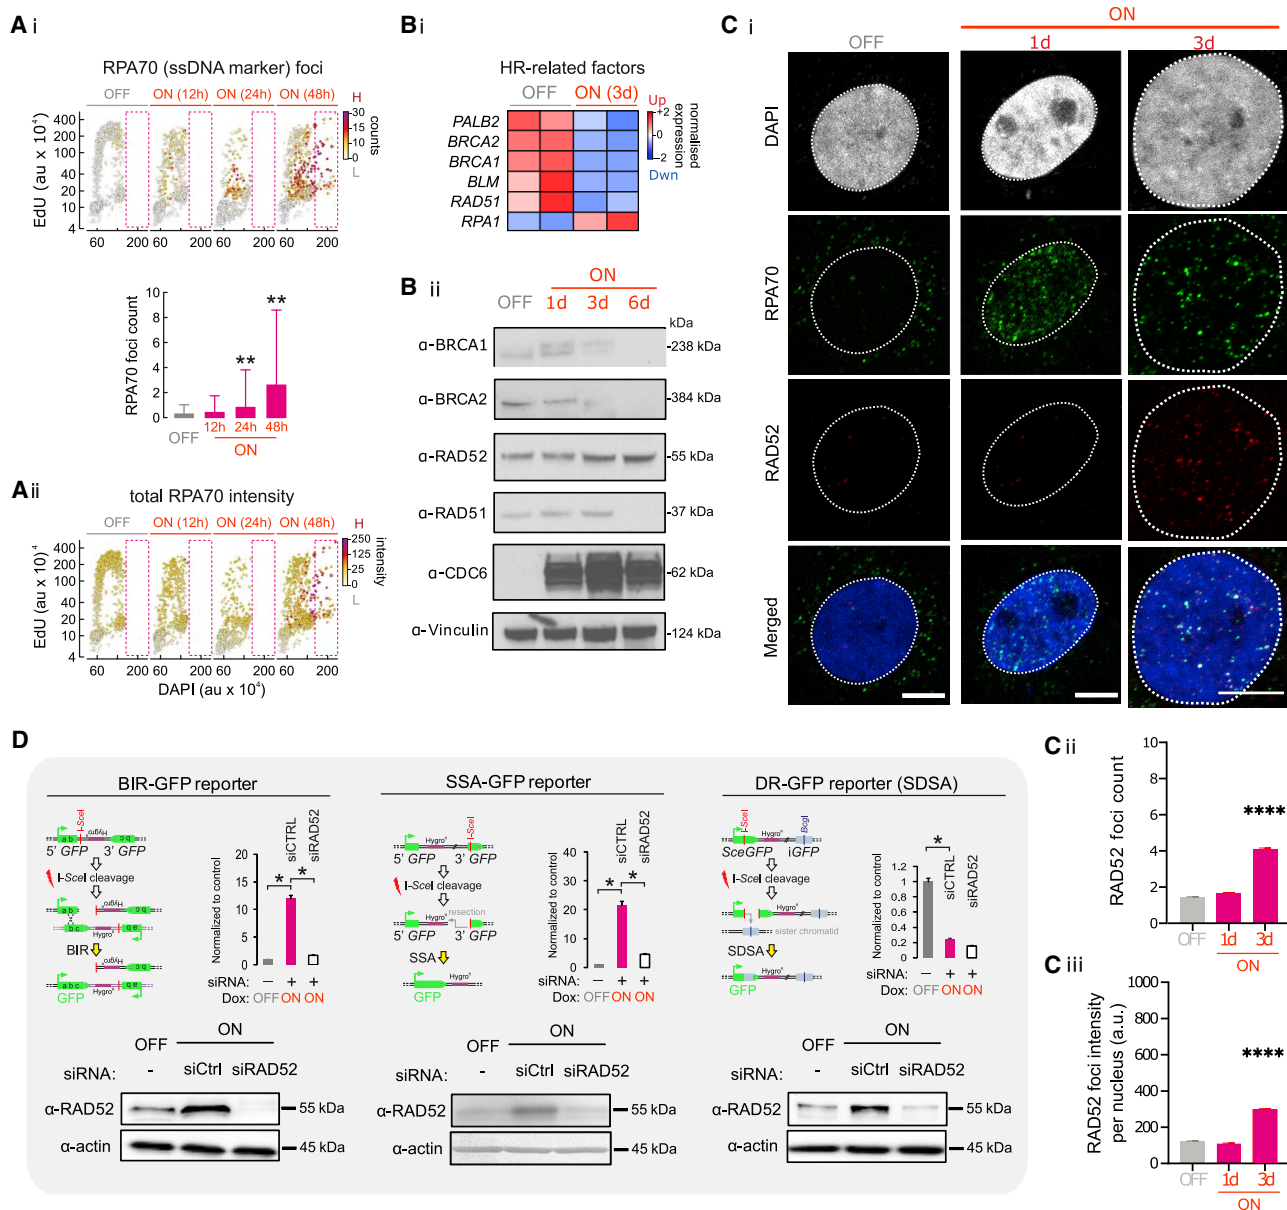 A i
RPA70 (ssDNA marker) foci
OFF ON (12h) ON (24h) ON (48h)
H
30
15
0
counts
L
EdU (au x 10⁴)
400
200
100
40
20
10
4
60 200 60 200 60 200 60 200
RPA70 foci count
10
8
6
4
2
0
** **
OFF 12h 24h 48h
ON
A ii
total RPA70 intensity
OFF ON (12h) ON (24h) ON (48h)
H
250
125
25
0
intensity
L
EdU (au x 10)⁴
400
200
100
40
20
10
4
60 200 60 200 60 200 60 200
DAPI (au x 10⁴)
B i
HR-related factors
OFF ON (3d)
PALB2
BRCA2
BRCA1
BLM
RAD51
RPA1
Up
+2
0
-2
Dwn
normalised expression
B ii
ON
OFF 1d 3d 6d
kDa
α-BRCA1 -238 kDa
α-BRCA2 -384 kDa
α-RAD52 -55 kDa
α-RAD51 -37 kDa
α-CDC6 -62 kDa
α-Vinculin -124 kDa
C i
ON
OFF 1d 3d
DAPI
RPA70
RAD52
Merged
C ii
RAD52 foci count
10
8
6
4
2
0
****
OFF 1d 3d
ON
C iii
RAD52 foci intensity per nucleus (a.u.)
1000
800
600
400
200
0
****
OFF 1d 3d
ON
D
BIR-GFP reporter
I-SceI
a b HygroR b c
5' GFP 3' GFP
I-SceI cleavage
a b HygroR b c
b c HygroR a b
BIR
HygroR
a b c HygroR a b
GFP
Normalized to control
15
10
5
0
siCTRL
siRAD52
* *
siRNA: – + +
Dox: OFF ON ON
ON
OFF
siRNA: - siCtrl siRAD52
α-RAD52 55 kDa
α-actin 45 kDa
SSA-GFP reporter
I-SceI
HygroR
5' GFP 3' GFP
I-SceI cleavage
resection
5' GFP 3' GFP
SSA
HygroR
GFP
Normalized to control
40
30
20
10
0
siCTRL
siRAD52
* *
siRNA: – + +
Dox: OFF ON ON
ON
OFF
siRNA: - siCtrl siRAD52
α-RAD52 55 kDa
α-actin 45 kDa
DR-GFP reporter (SDSA)
I-SceI
BcgI
HygroR
SceGFP iGFP
I-SceI cleavage
HygroR
sister chromatid
SDSA
HygroR
GFP
Normalized to control
1.2
1
0.8
0.6
0.4
0.2
0
*
siCTRL
siRAD52
siRNA: – + +
Dox: OFF ON ON
ON
OFF
siRNA: - siCtrl siRAD52
α-RAD52 55 kDa
α-actin 45 kDa